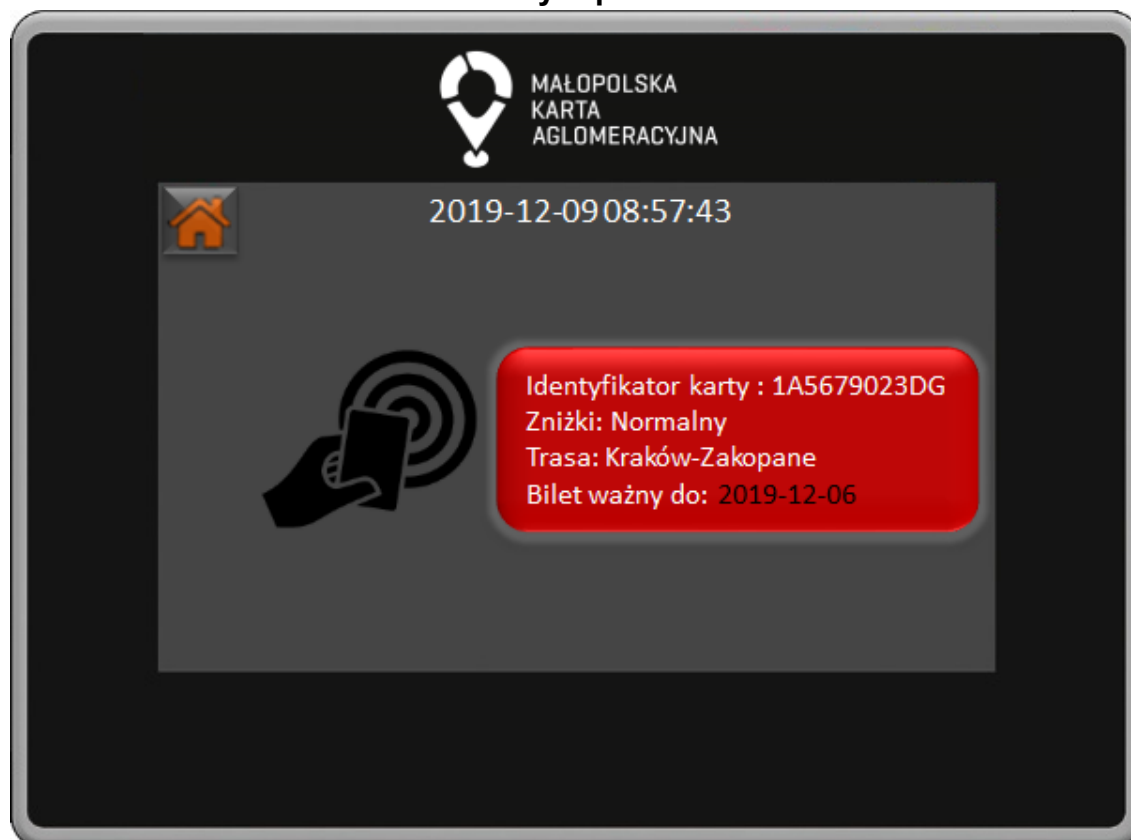 MAŁOPOLSKA
KARTA
AGLOMERACYJNA
2019-12-09 08:57:43
Identyfikator karty : 1A5679023DG
Zniżki: Normalny
Trasa: Kraków-Zakopane
Bilet ważny do: 2019-12-06